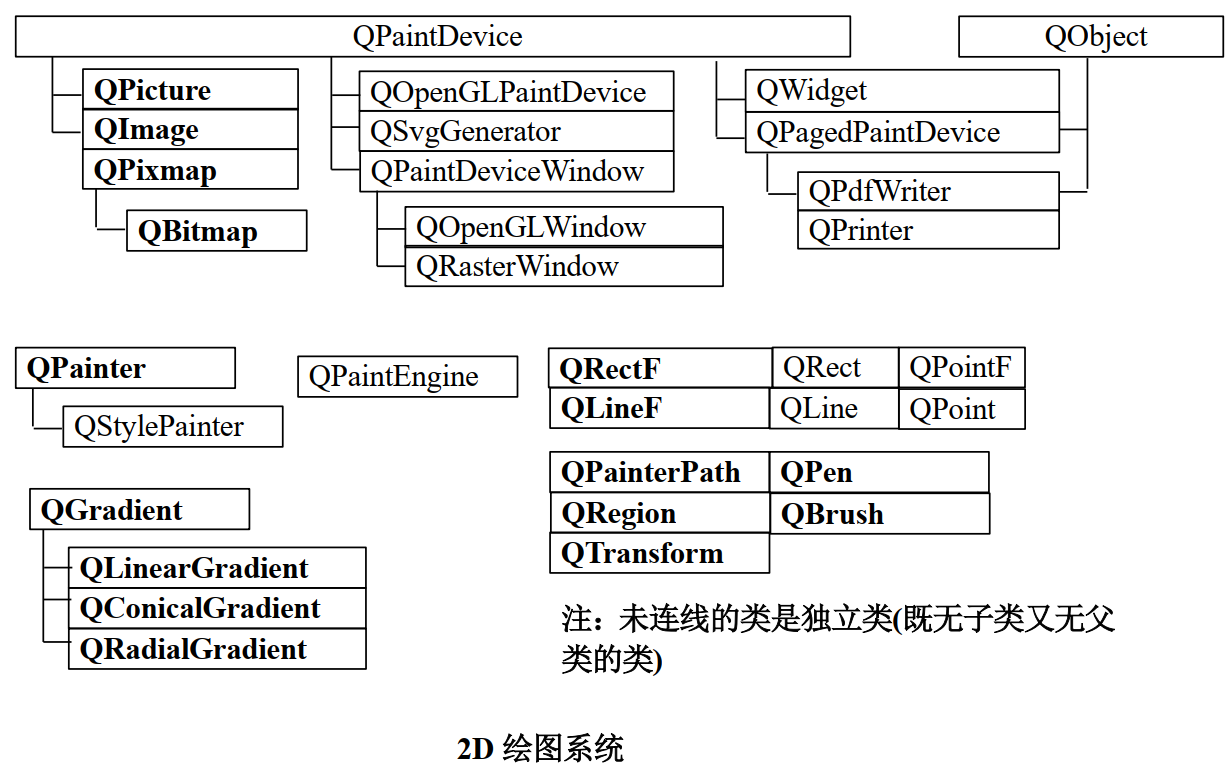 QPaintDevice
QObject
QPicture
QImage
QPixmap
QBitmap
QOpenGLPaintDevice
QSvgGenerator
QPaintDeviceWindow
QOpenGLWindow
QRasterWindow
QWidget
QPagedPaintDevice
QPdfWriter
QPrinter
QPainter
QStylePainter
QPaintEngine
QRectF QRect QPointF
QLineF QLine QPoint
QPainterPath QPen
QRegion QBrush
QTransform
QGradient
QLinearGradient
QConicalGradient
QRadialGradient
注：未连线的类是独立类(既无子类又无父
类的类)
2D 绘图系统